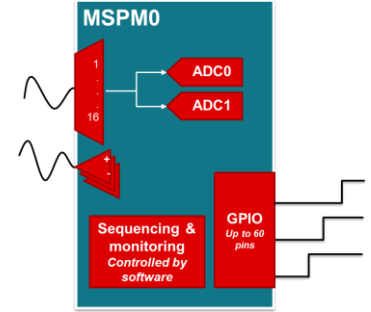 MSPM0
1
.
.
.
16
ADC0
ADC1
+
-
Sequencing &
monitoring
Controlled by
software
GPIO
Up to 60
pins